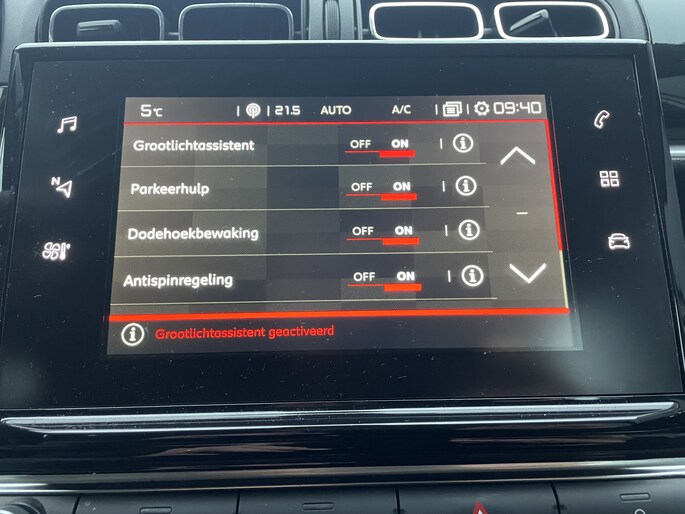 5°C 21.5 AUTO A/C 09:40
Grootlichtassistent OFF ON
Parkeerhulp OFF ON
Dodehoekbewaking OFF ON
Antispinregeling OFF ON
Grootlichtassistent geactiveerd
N